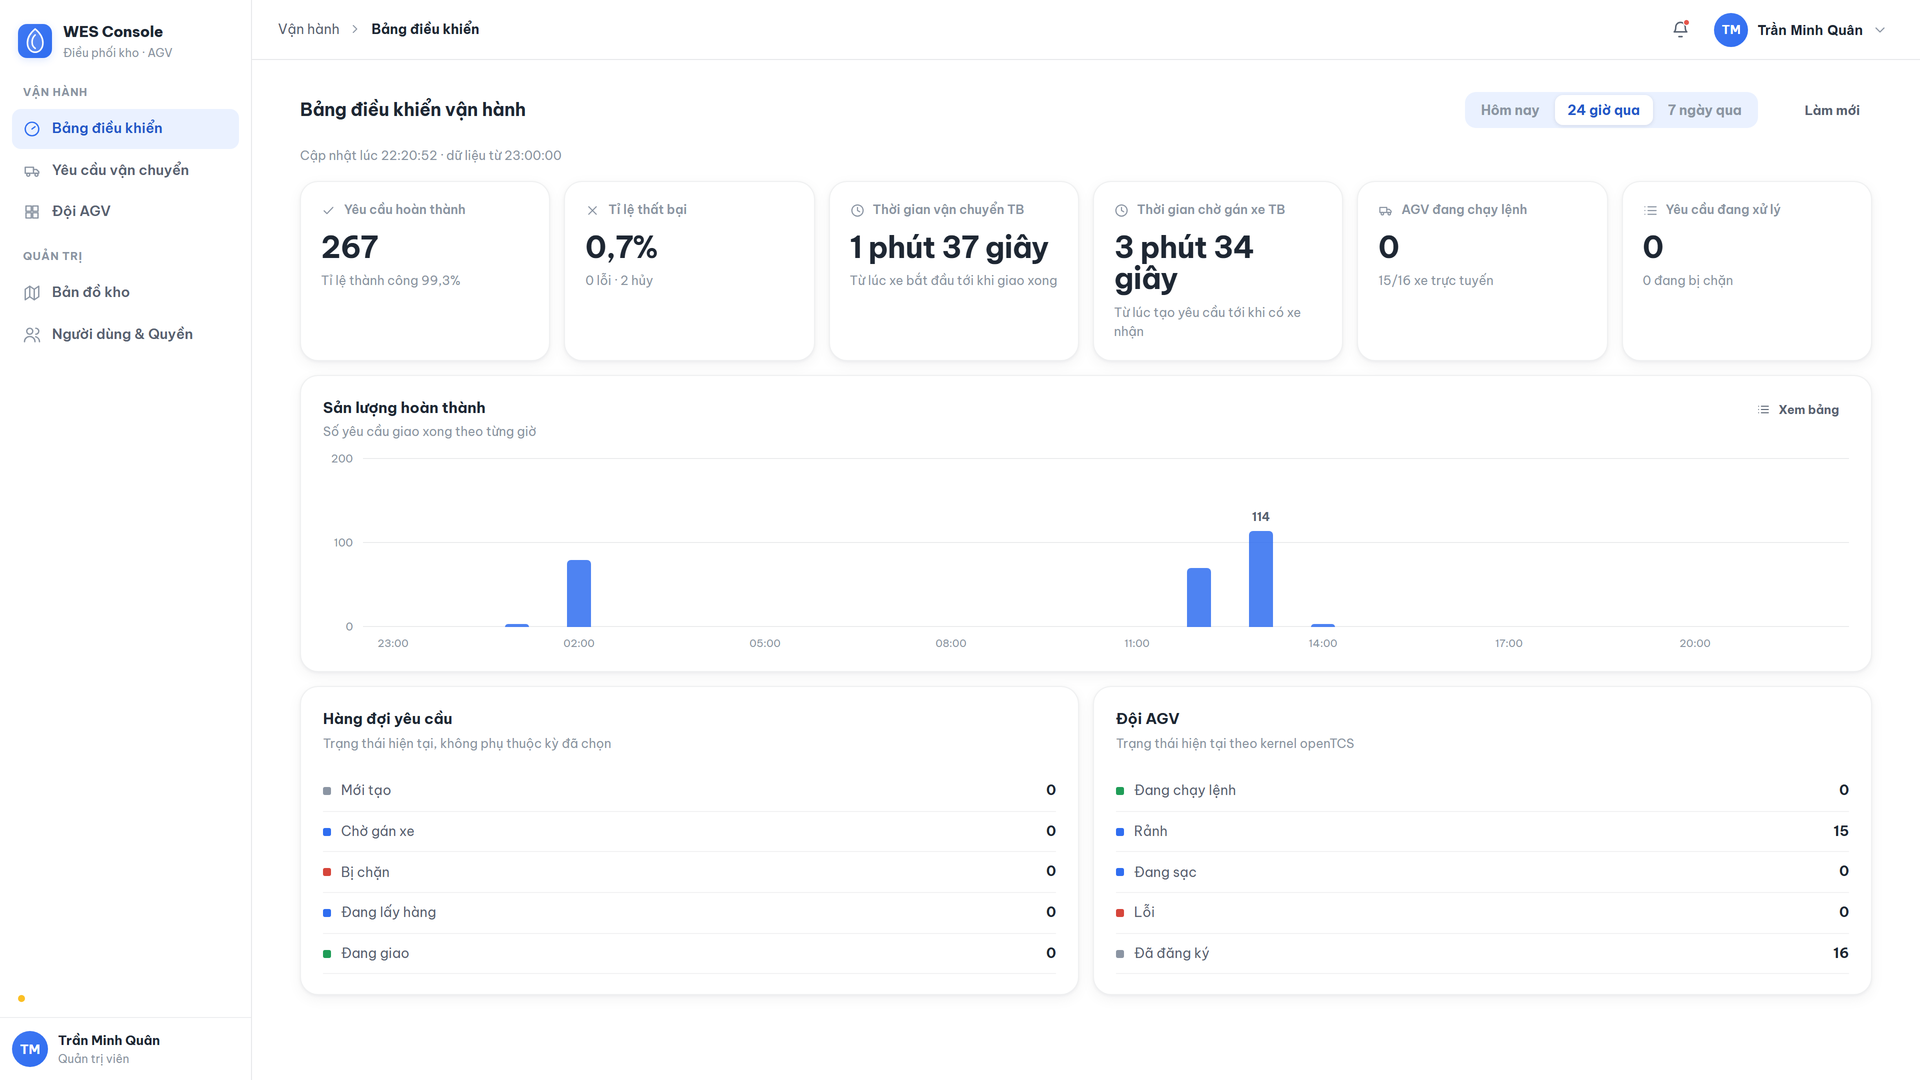 WES Console
Điều phối kho · AGV
VẬN HÀNH
Bảng điều khiển
Yêu cầu vận chuyển
Đội AGV
QUẢN TRỊ
Bản đồ kho
Người dùng & Quyền
TM
Trần Minh Quân
Quản trị viên
Vận hành
Bảng điều khiển
TM
Trần Minh Quân
Bảng điều khiển vận hành
Hôm nay
24 giờ qua
7 ngày qua
Làm mới
Cập nhật lúc 22:20:52 · dữ liệu từ 23:00:00
Yêu cầu hoàn thành
267
Tỉ lệ thành công 99,3%
Tỉ lệ thất bại
0,7%
0 lỗi · 2 hủy
Thời gian vận chuyển TB
1 phút 37 giây
Từ lúc xe bắt đầu tới khi giao xong
Thời gian chờ gán xe TB
3 phút 34
giây
Từ lúc tạo yêu cầu tới khi có xe
nhận
AGV đang chạy lệnh
0
15/16 xe trực tuyến
Yêu cầu đang xử lý
0
0 đang bị chặn
Sản lượng hoàn thành
Số yêu cầu giao xong theo từng giờ
Xem bảng
200
100
0
114
23:00
02:00
05:00
08:00
11:00
14:00
17:00
20:00
Hàng đợi yêu cầu
Trạng thái hiện tại, không phụ thuộc kỳ đã chọn
Mới tạo 0
Chờ gán xe 0
Bị chặn 0
Đang lấy hàng 0
Đang giao 0
Đội AGV
Trạng thái hiện tại theo kernel openTCS
Đang chạy lệnh 0
Rảnh 15
Đang sạc 0
Lỗi 0
Đã đăng ký 16